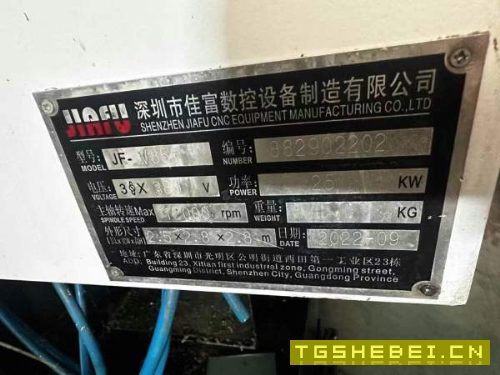 JIAFU 深圳市佳富数控设备制造有限公司
SHENZHEN JIAFU CNC EQUIPMENT MANUFACTURING CO.,LTD
型号: JF- 编号:
MODEL NUMBER
电压: 3ϕX V 功率: KW
VOLTAGE POWER
主轴转速Max rpm 重量: KG
SPINDLE SPEED WEIGHT
外形尺寍 m 日期: 2022-09
(LXWXH) DATE
地址: 广东省深圳市光明区公明街道西田第一工业区23栋
ADD: Building23, Xitian first industrial zone, Gongming street,
Guangming District, Shenzhen City, Guangdong Province
TGSHEBEI.CN